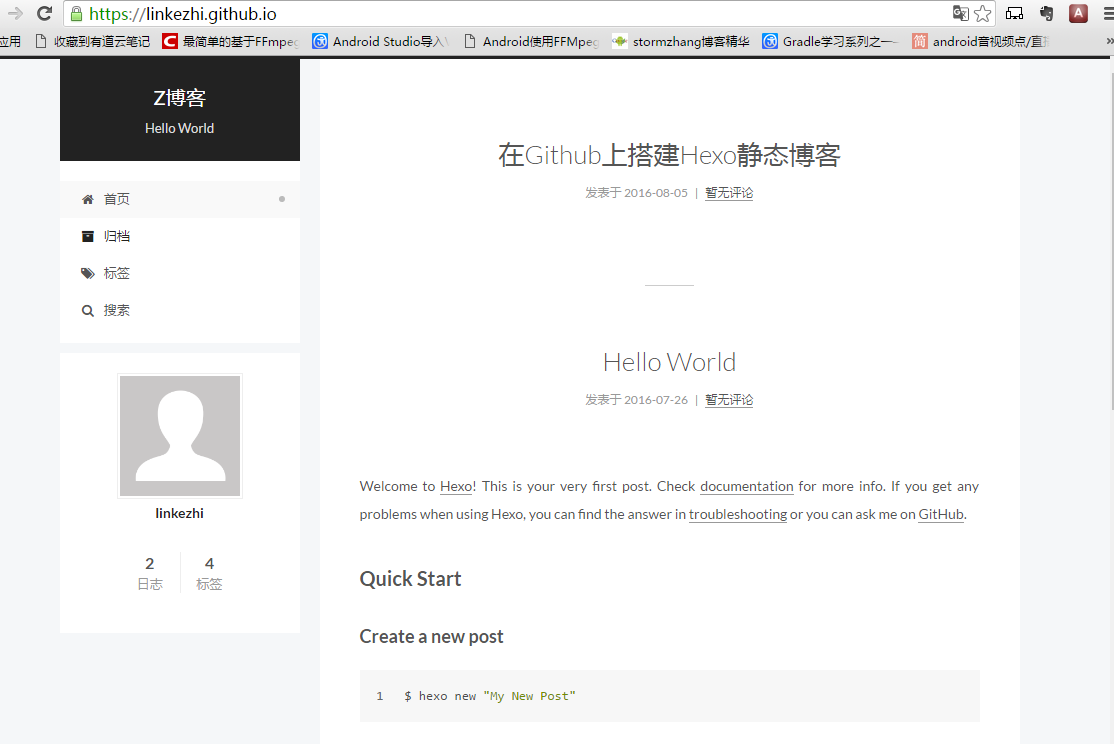 https://linkezhi.github.io
应用 收藏到有道云笔记 最简单的基于FFmpeg Android Studio导入 Android使用FFMpeg stormzhang博客精华 Gradle学习系列之一 android音视频点/直
Z博客
Hello World
首页
归档
标签
搜索
linkezhi
2 4
日志 标签
在Github上搭建Hexo静态博客
发表于 2016-08-05 | 暂无评论
Hello World
发表于 2016-07-26 | 暂无评论
Welcome to Hexo! This is your very first post. Check documentation for more info. If you get any
problems when using Hexo, you can find the answer in troubleshooting or you can ask me on GitHub.
Quick Start
Create a new post
1 $ hexo new "My New Post"